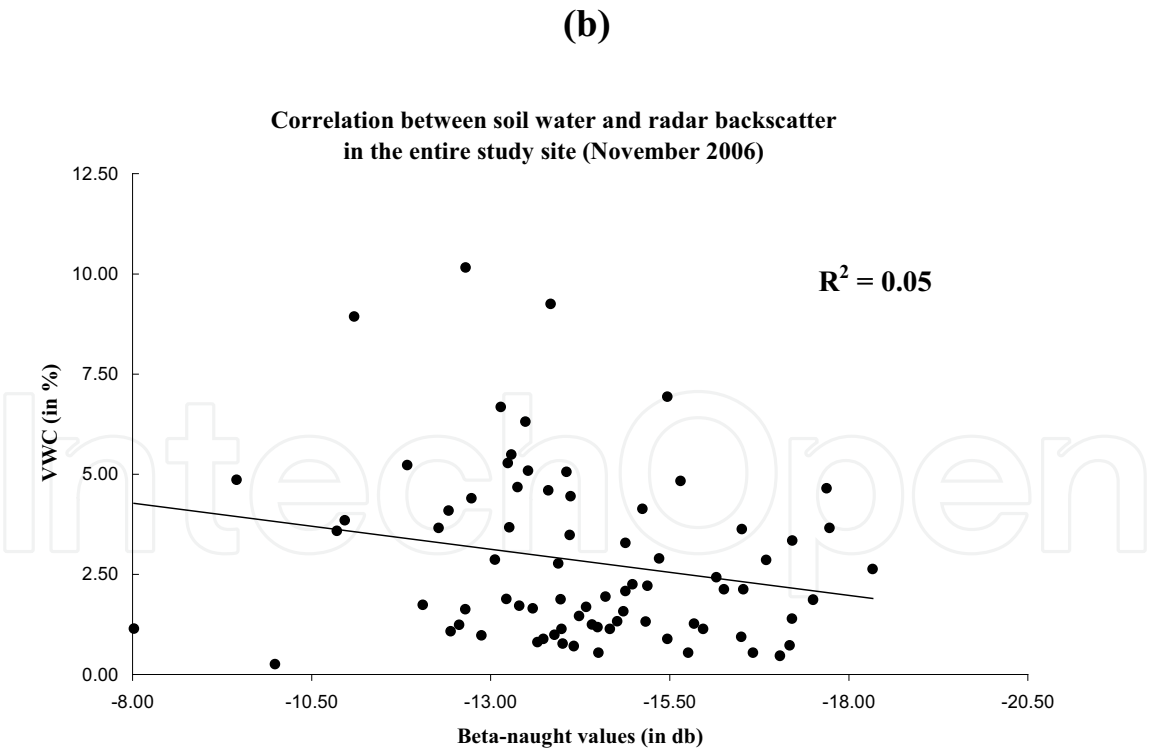 (b)
Correlation between soil water and radar backscatter
in the entire study site (November 2006)
12.50
10.00
R² = 0.05
7.50
VWC (in %)
IntechOpen
5.00
2.50
0.00
-8.00 -10.50 -13.00 -15.50 -18.00 -20.50
Beta-naught values (in db)